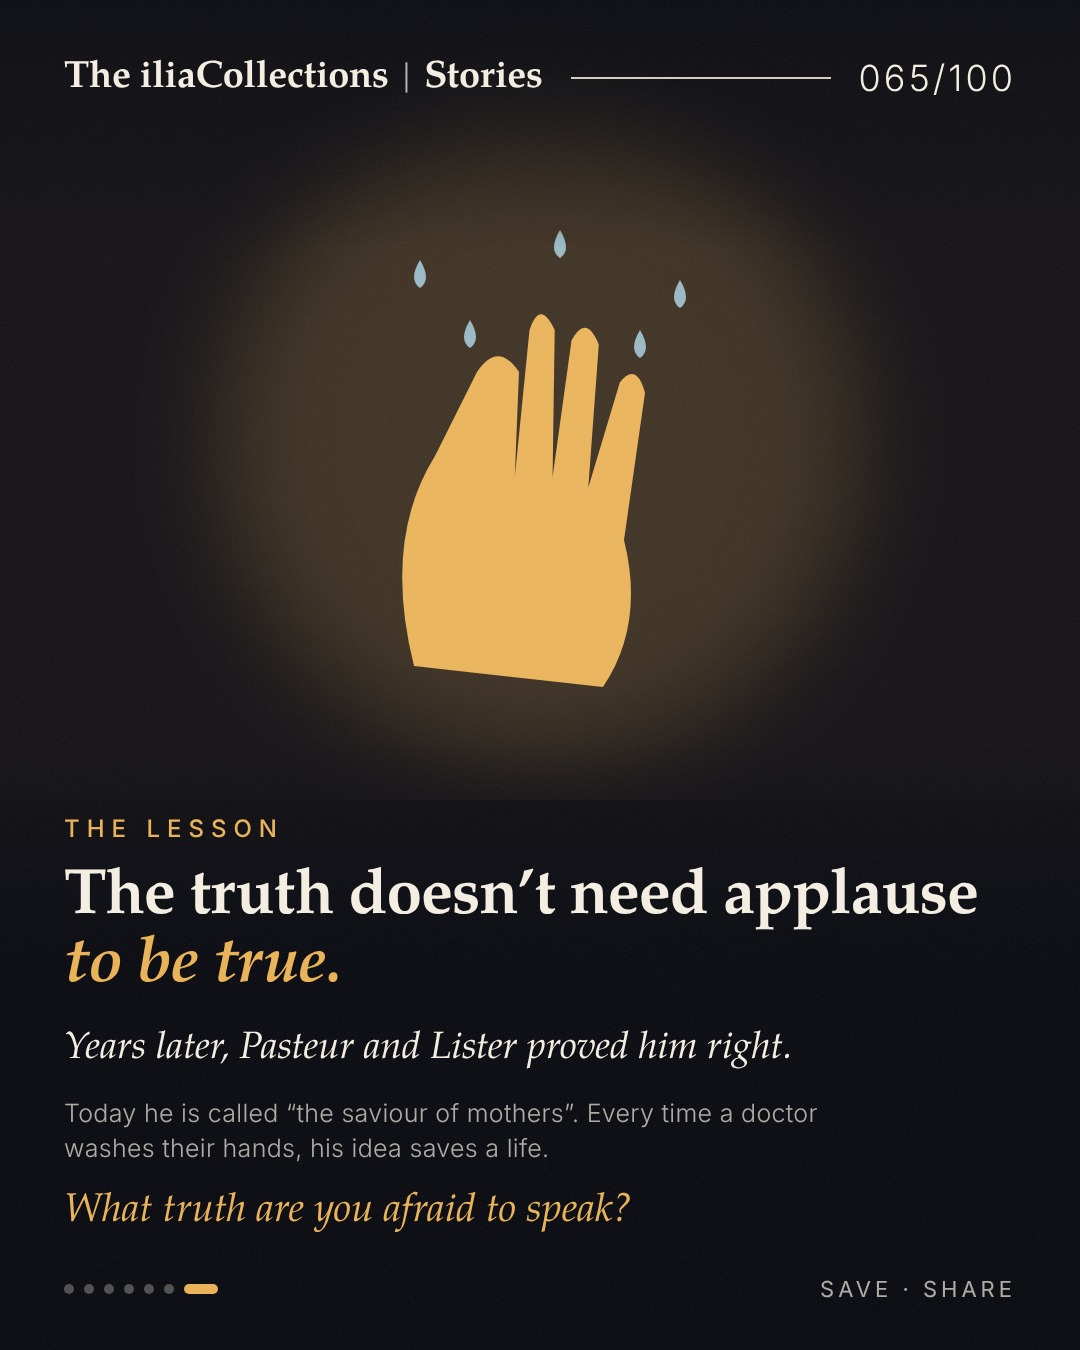 The iliaCollections | Stories
065/100
THE LESSON
The truth doesn’t need applause
to be true.
Years later, Pasteur and Lister proved him right.
Today he is called “the saviour of mothers”. Every time a doctor
washes their hands, his idea saves a life.
What truth are you afraid to speak?
SAVE · SHARE